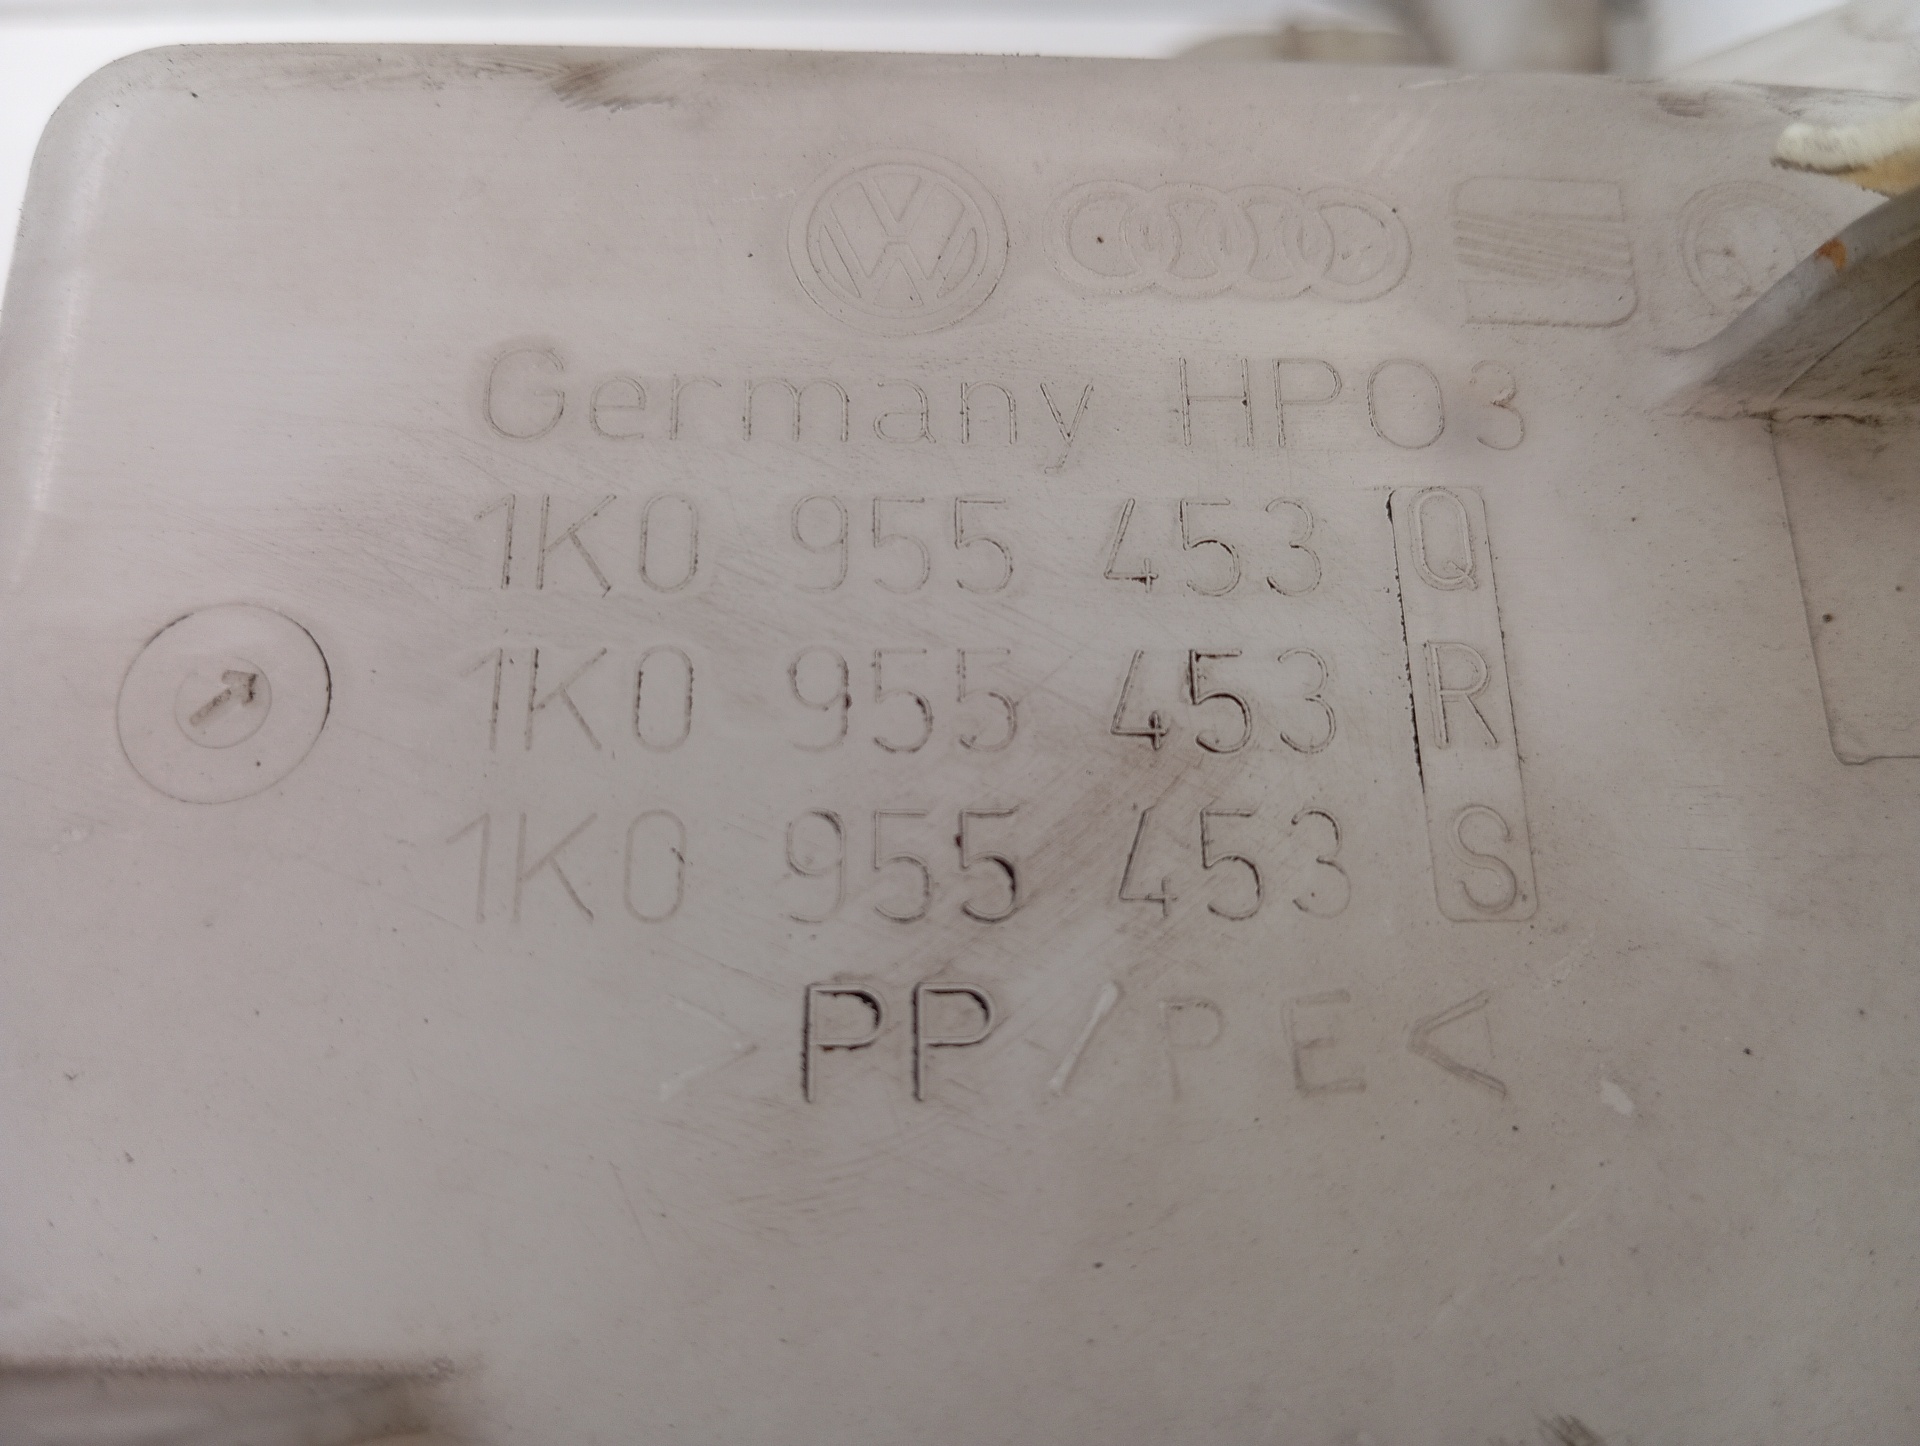 Germany HP03
1K0 955 453 Q
1K0 955 453 R
1K0 955 453 S
>PP/PE<